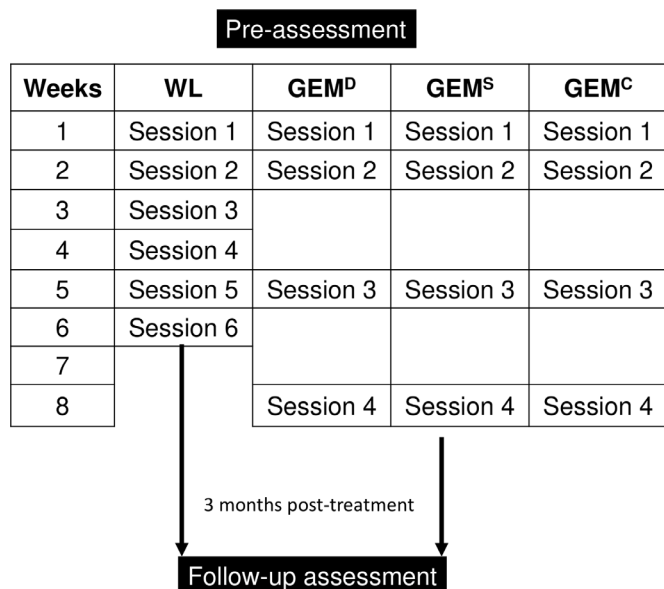 Pre-assessment
Weeks WL GEMᴰ GEMˢ GEMᶜ
1 Session 1 Session 1 Session 1 Session 1
2 Session 2 Session 2 Session 2 Session 2
3 Session 3
4 Session 4
5 Session 5 Session 3 Session 3 Session 3
6 Session 6
7
8 Session 4 Session 4 Session 4
3 months post-treatment
Follow-up assessment